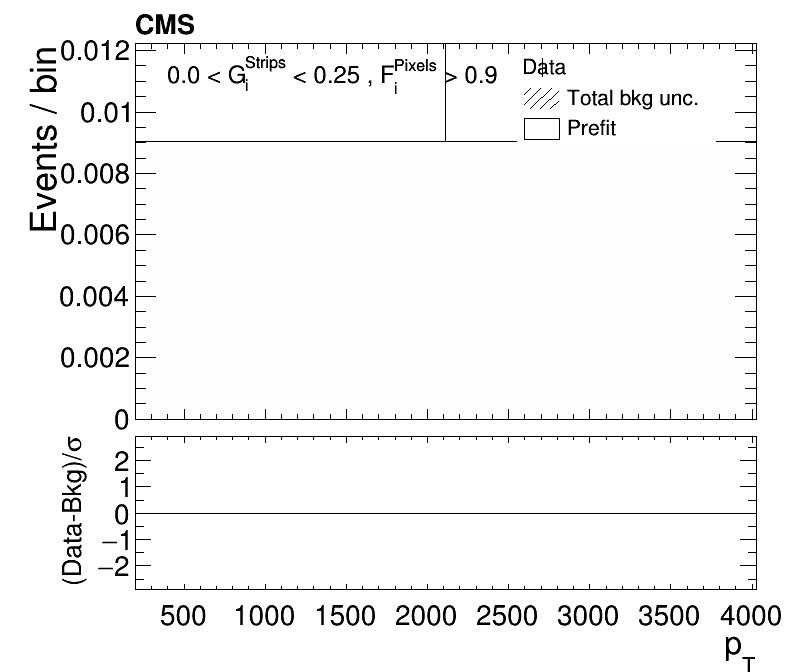 CMS
Events / bin
0.012
0.01
0.008
0.006
0.004
0.002
0
0.0 < G_i^Strips < 0.25 , F_i^Pixels > 0.9
Data
Total bkg unc.
Prefit
(Data-Bkg)/σ
2
1
0
−1
−2
500 1000 1500 2000 2500 3000 3500 4000
p_T